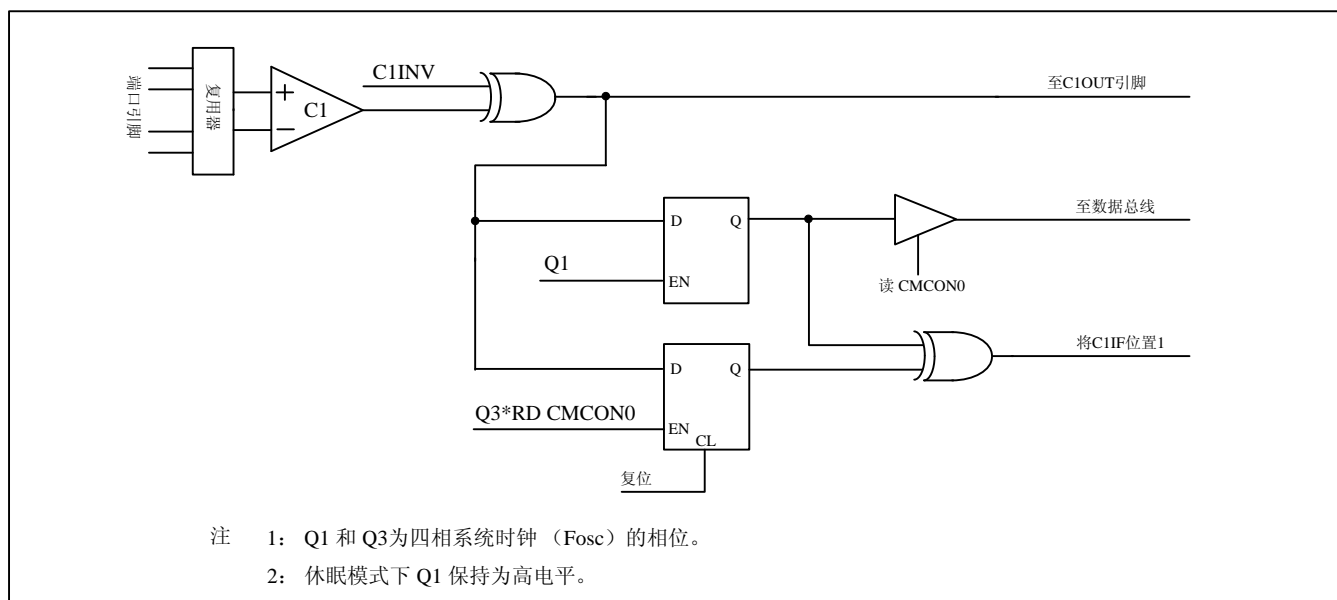 端口引脚
复用器
+
−
C1
C1INV
至C1OUT引脚
D
Q
EN
Q1
至数据总线
读 CMCON0
D
Q
EN
CL
Q3*RD CMCON0
复位
将C1IF位置1
注 1： Q1 和 Q3为四相系统时钟 （Fosc）的相位。
2： 休眠模式下 Q1 保持为高电平。